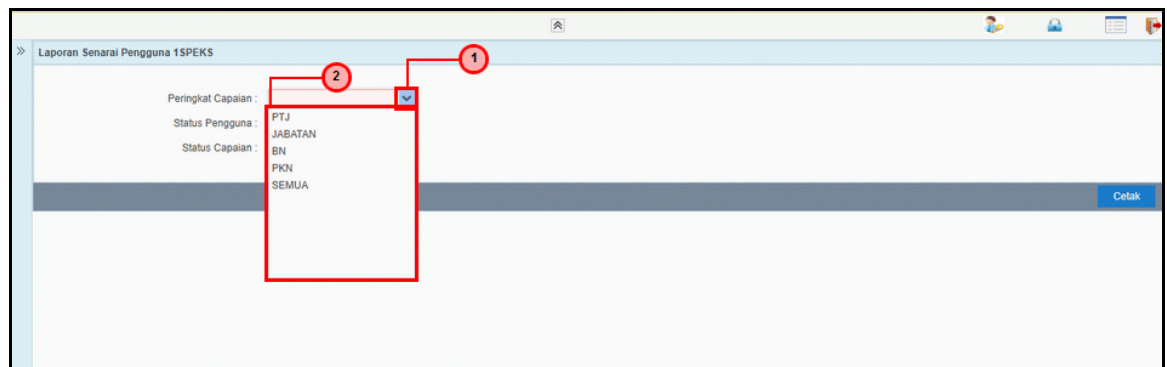 Laporan Senarai Pengguna 1SPEKS
1
2
Peringkat Capaian :
Status Pengguna :
Status Capaian :
PTJ
JABATAN
BN
PKN
SEMUA
Cetak